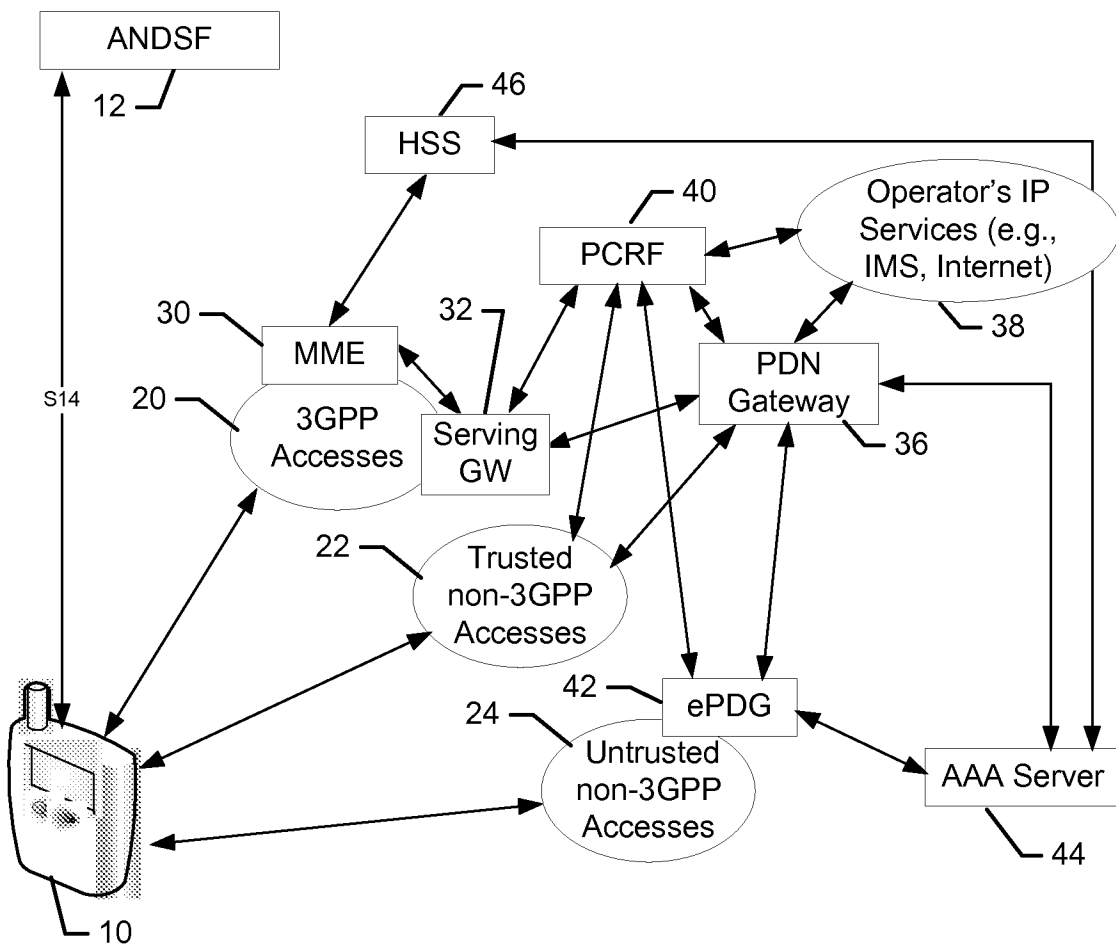 ANDSF
12
46
HSS
40
Operator's IP
Services (e.g.,
IMS, Internet)
PCRF
38
30
32
MME
PDN
Gateway
S14
20
3GPP
Accesses
Serving
GW
36
22
Trusted
non-3GPP
Accesses
42
ePDG
24
Untrusted
non-3GPP
Accesses
AAA Server
44
10